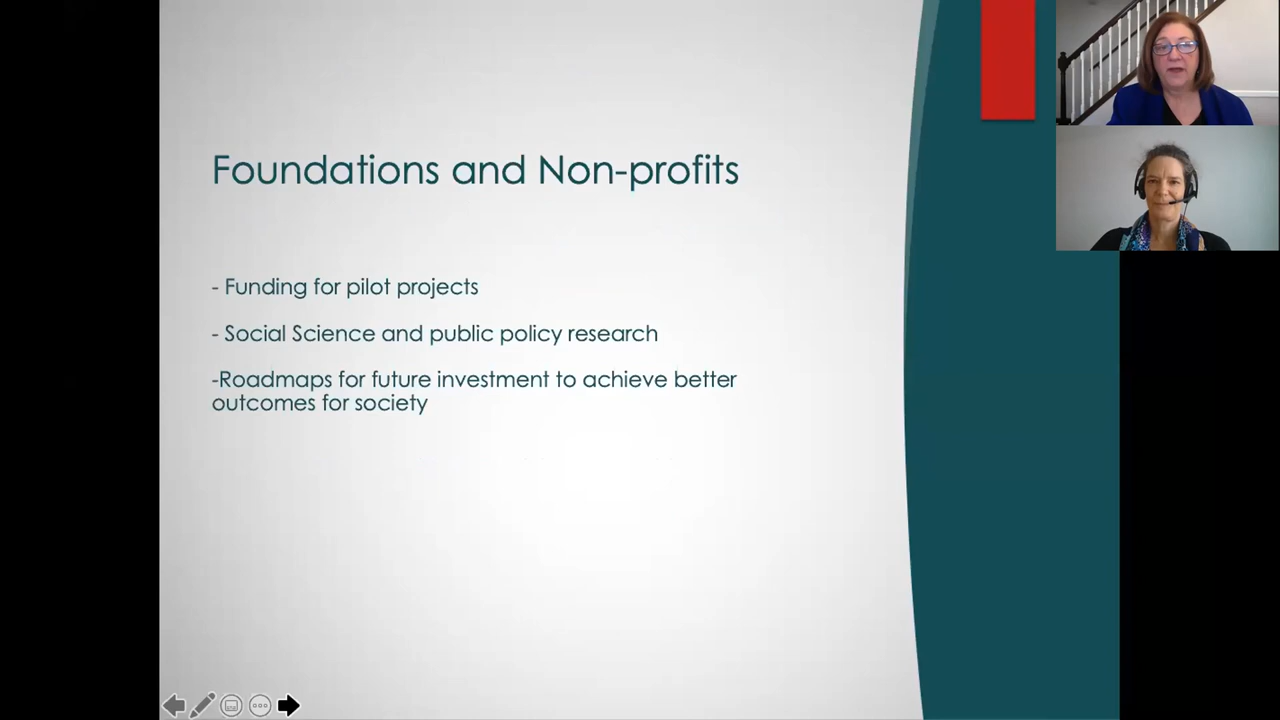 Foundations and Non-profits
- Funding for pilot projects
- Social Science and public policy research
-Roadmaps for future investment to achieve better
outcomes for society